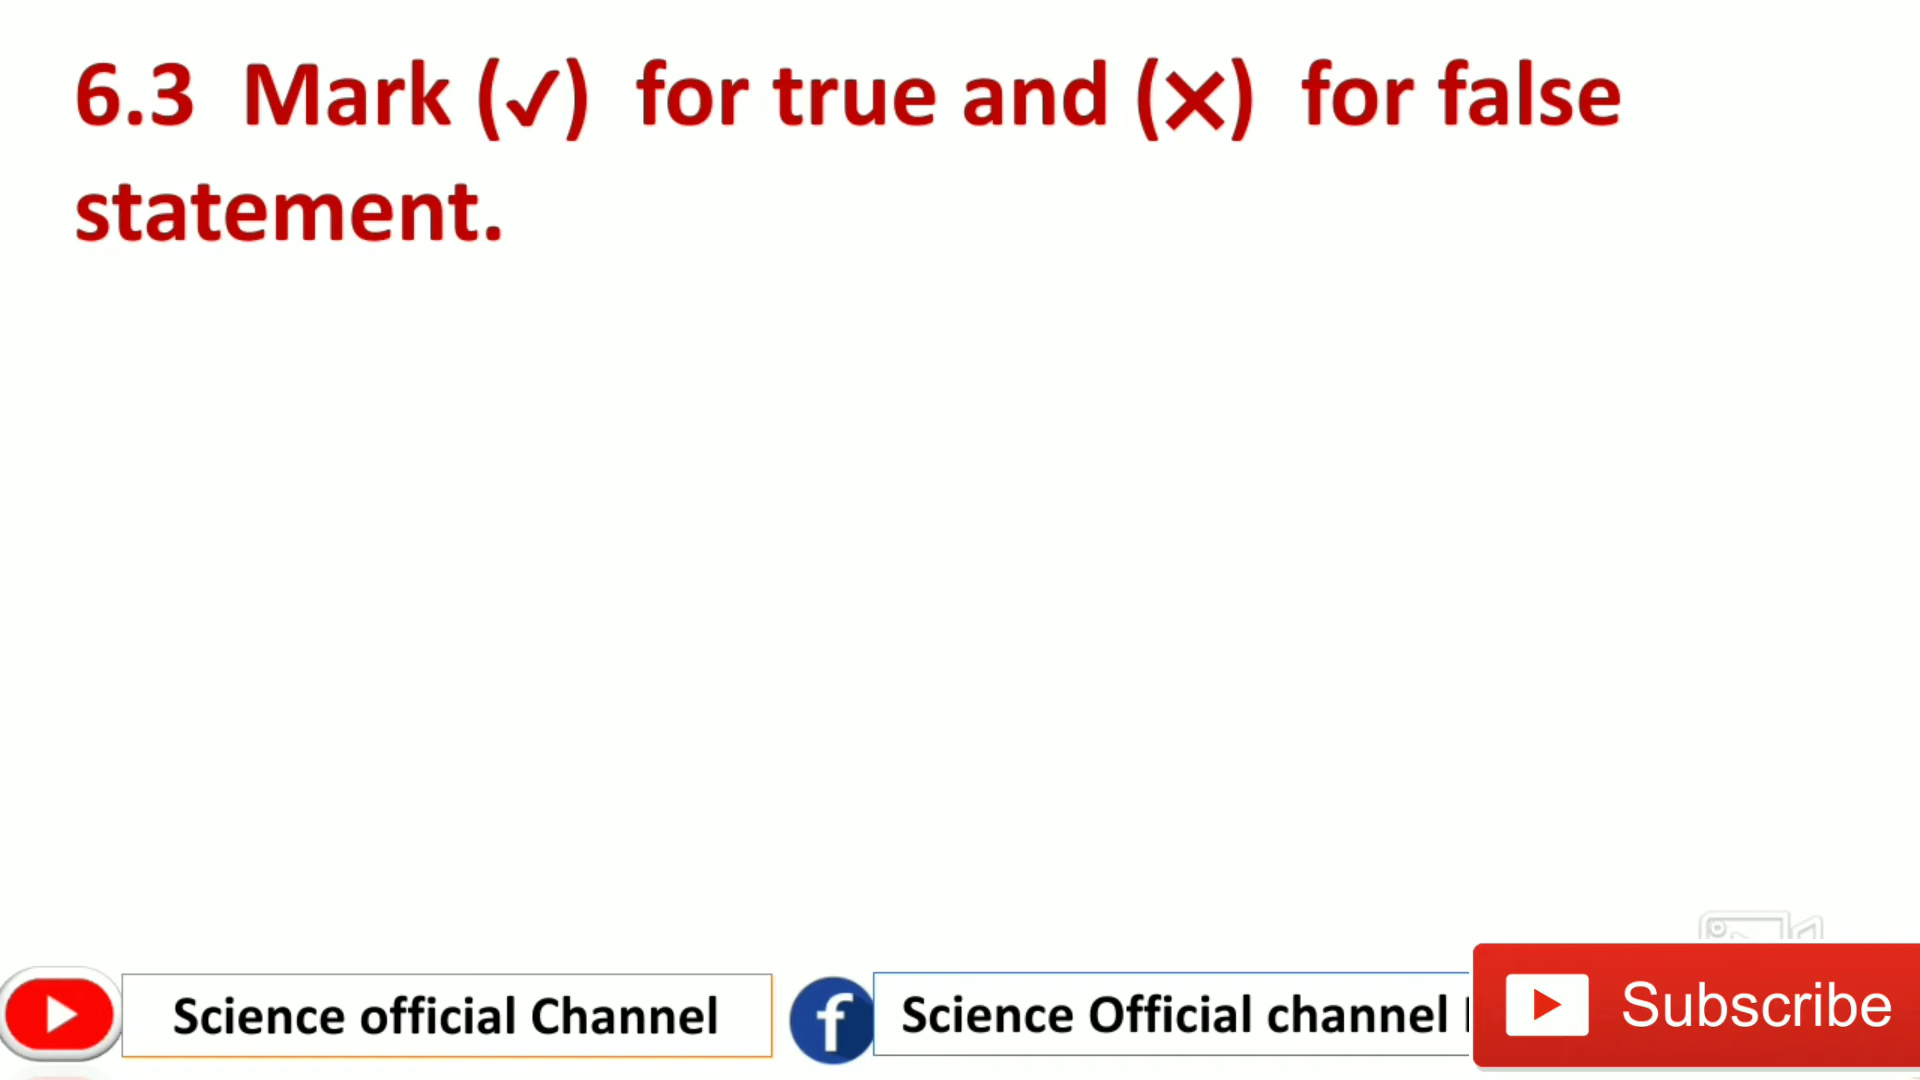 6.3 Mark (✓) for true and (✕) for false
statement.
Science official Channel
Science Official channel
Subscribe